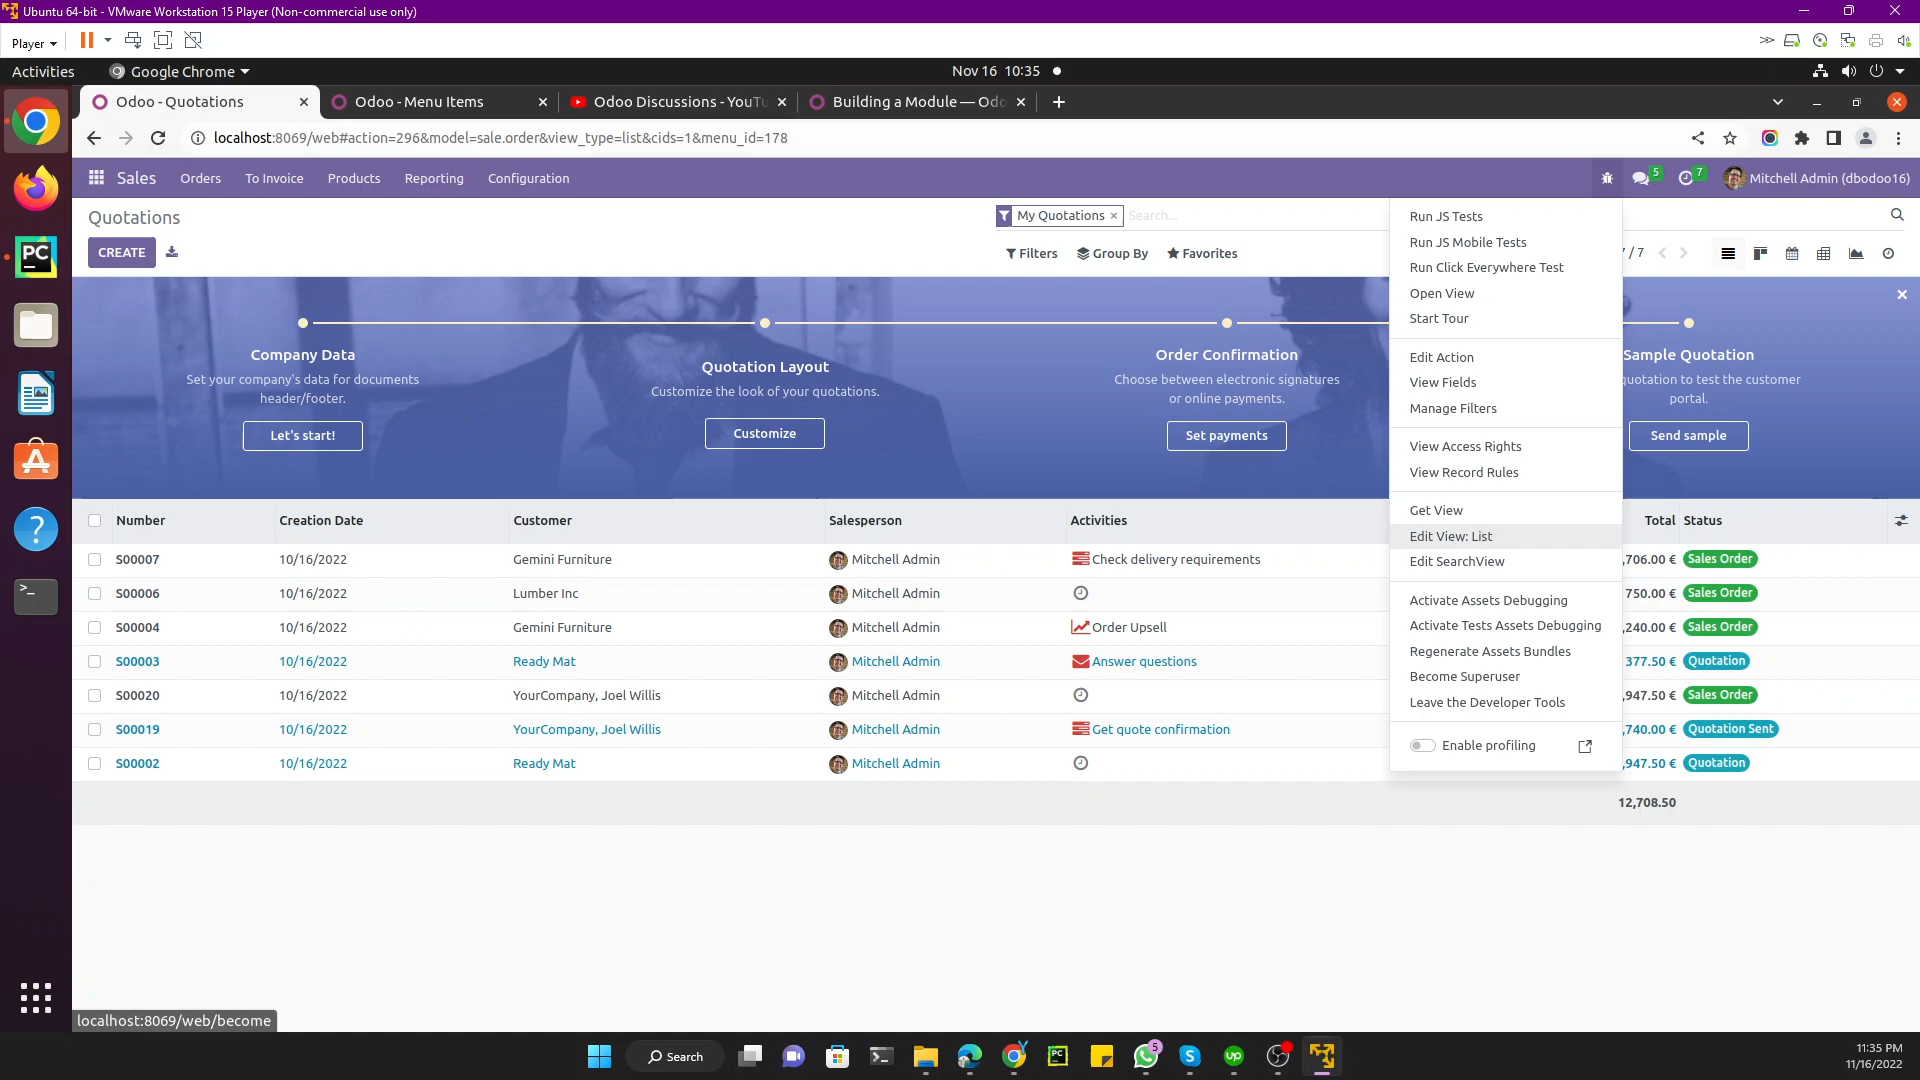 Ubuntu 64-bit - VMware Workstation 15 Player (Non-commercial use only)
Player
Activities
Google Chrome
Nov 16 10:35
Odoo - Quotations
Odoo - Menu Items
Odoo Discussions - YouTu
Building a Module — Odo
localhost:8069/web#action=296&model=sale.order&view_type=list&cids=1&menu_id=178
Sales
Orders
To Invoice
Products
Reporting
Configuration
5
7
Mitchell Admin (dbodoo16)
Quotations
My Quotations
Search...
CREATE
Filters
Group By
Favorites
/ 7
Run JS Tests
Run JS Mobile Tests
Run Click Everywhere Test
Open View
Start Tour
Edit Action
View Fields
Manage Filters
View Access Rights
View Record Rules
Get View
Edit View: List
Edit SearchView
Activate Assets Debugging
Activate Tests Assets Debugging
Regenerate Assets Bundles
Become Superuser
Leave the Developer Tools
Enable profiling
Company Data
Set your company's data for documents
header/footer.
Let's start!
Quotation Layout
Customize the look of your quotations.
Customize
Order Confirmation
Choose between electronic signatures
or online payments.
Set payments
Sample Quotation
quotation to test the customer
portal.
Send sample
Number Creation Date Customer Salesperson Activities Total Status
S00007 10/16/2022 Gemini Furniture Mitchell Admin Check delivery requirements ,706.00 € Sales Order
S00006 10/16/2022 Lumber Inc Mitchell Admin 750.00 € Sales Order
S00004 10/16/2022 Gemini Furniture Mitchell Admin Order Upsell ,240.00 € Sales Order
S00003 10/16/2022 Ready Mat Mitchell Admin Answer questions 377.50 € Quotation
S00020 10/16/2022 YourCompany, Joel Willis Mitchell Admin ,947.50 € Sales Order
S00019 10/16/2022 YourCompany, Joel Willis Mitchell Admin Get quote confirmation ,740.00 € Quotation Sent
S00002 10/16/2022 Ready Mat Mitchell Admin ,947.50 € Quotation
12,708.50
localhost:8069/web/become
Search
5
11:35 PM
11/16/2022